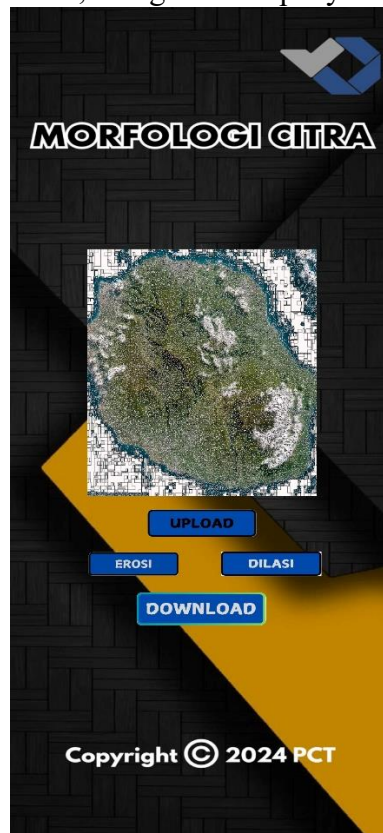 MORFOLOGI CITRA
UPLOAD
EROSI DILASI
DOWNLOAD
Copyright © 2024 PCT